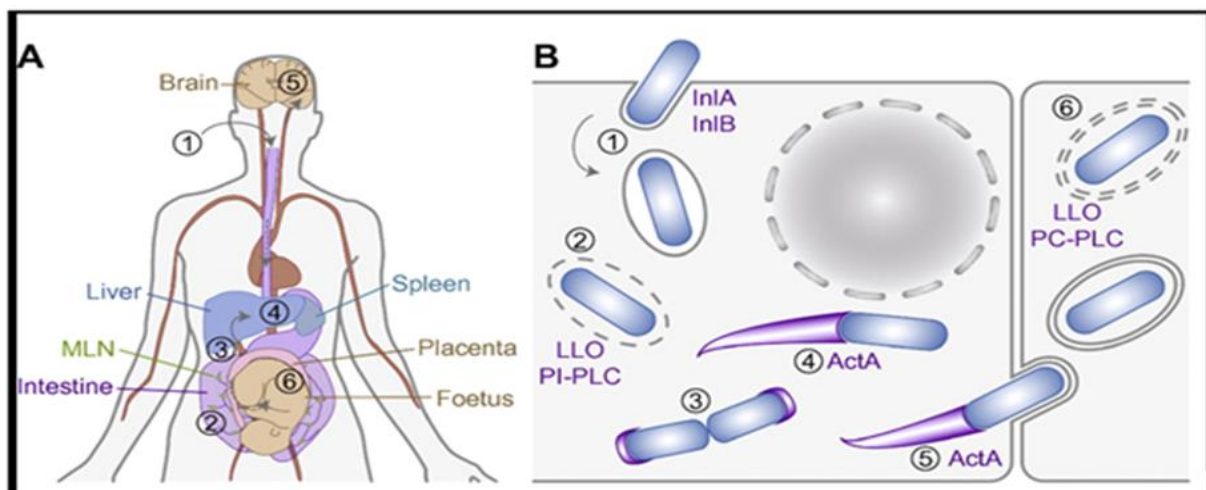 A
Brain
⑤
①
Liver
④
Spleen
MLN
③
Placenta
Intestine
⑥
Foetus
②
B
InlA
InlB
①
②
LLO
PI-PLC
③
④ ActA
⑤ ActA
⑥
LLO
PC-PLC